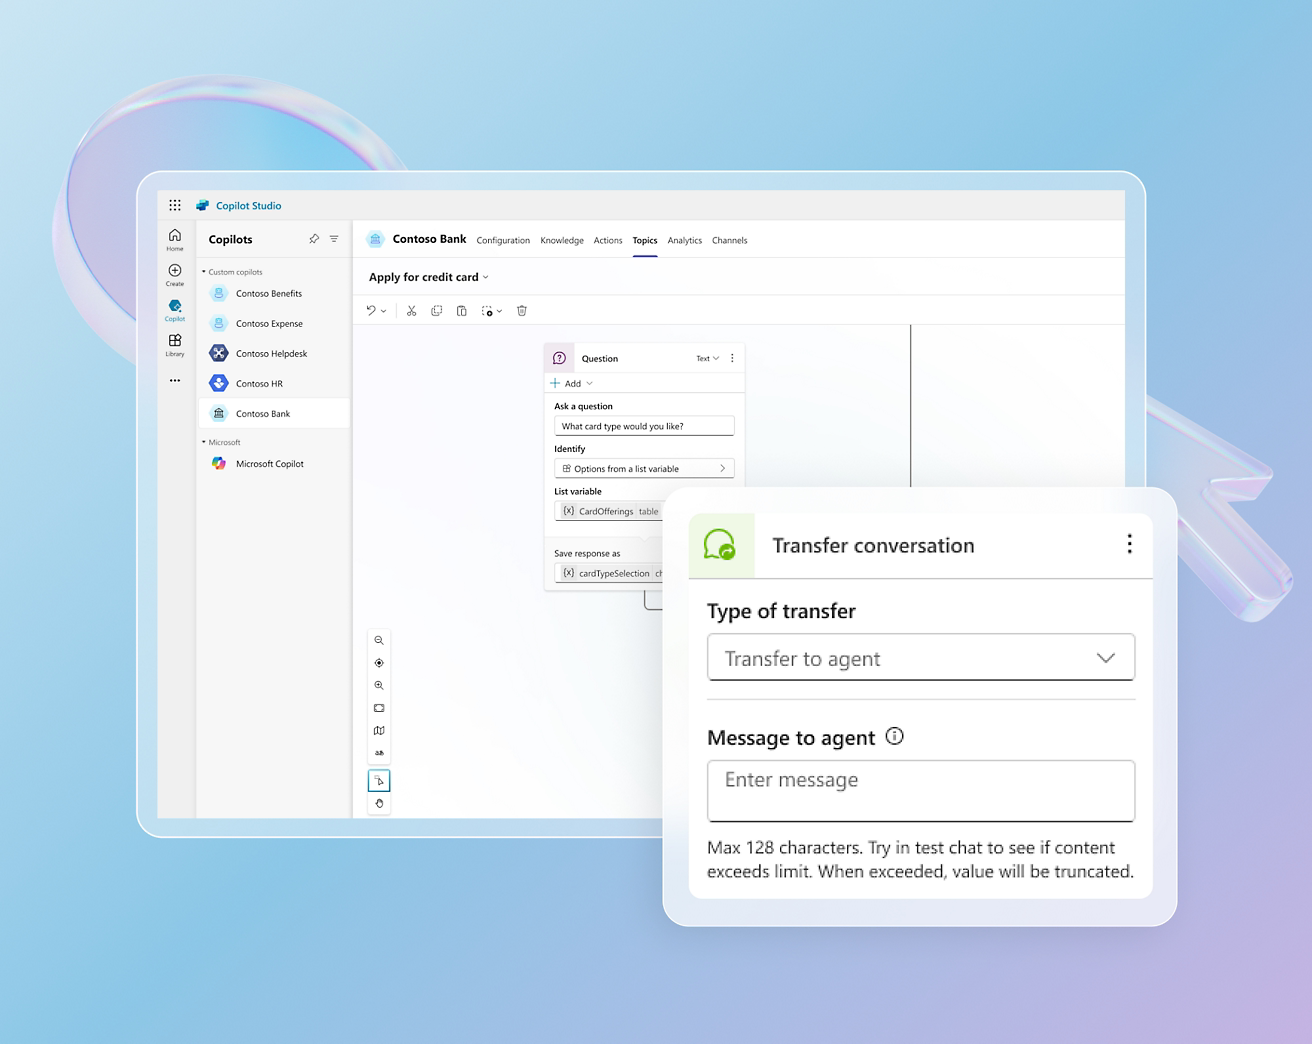 Copilot Studio
Home
Create
Copilot
Library
Copilots
Custom copilots
Contoso Benefits
Contoso Expense
Contoso Helpdesk
Contoso HR
Contoso Bank
Microsoft
Microsoft Copilot
Contoso Bank Configuration Knowledge Actions Topics Analytics Channels
Apply for credit card
Question Text
Add
Ask a question
What card type would you like?
Identify
Options from a list variable
List variable
{x} CardOfferings table
Save response as
{x} cardTypeSelection ch
Transfer conversation
Type of transfer
Transfer to agent
Message to agent
Enter message
Max 128 characters. Try in test chat to see if content
exceeds limit. When exceeded, value will be truncated.